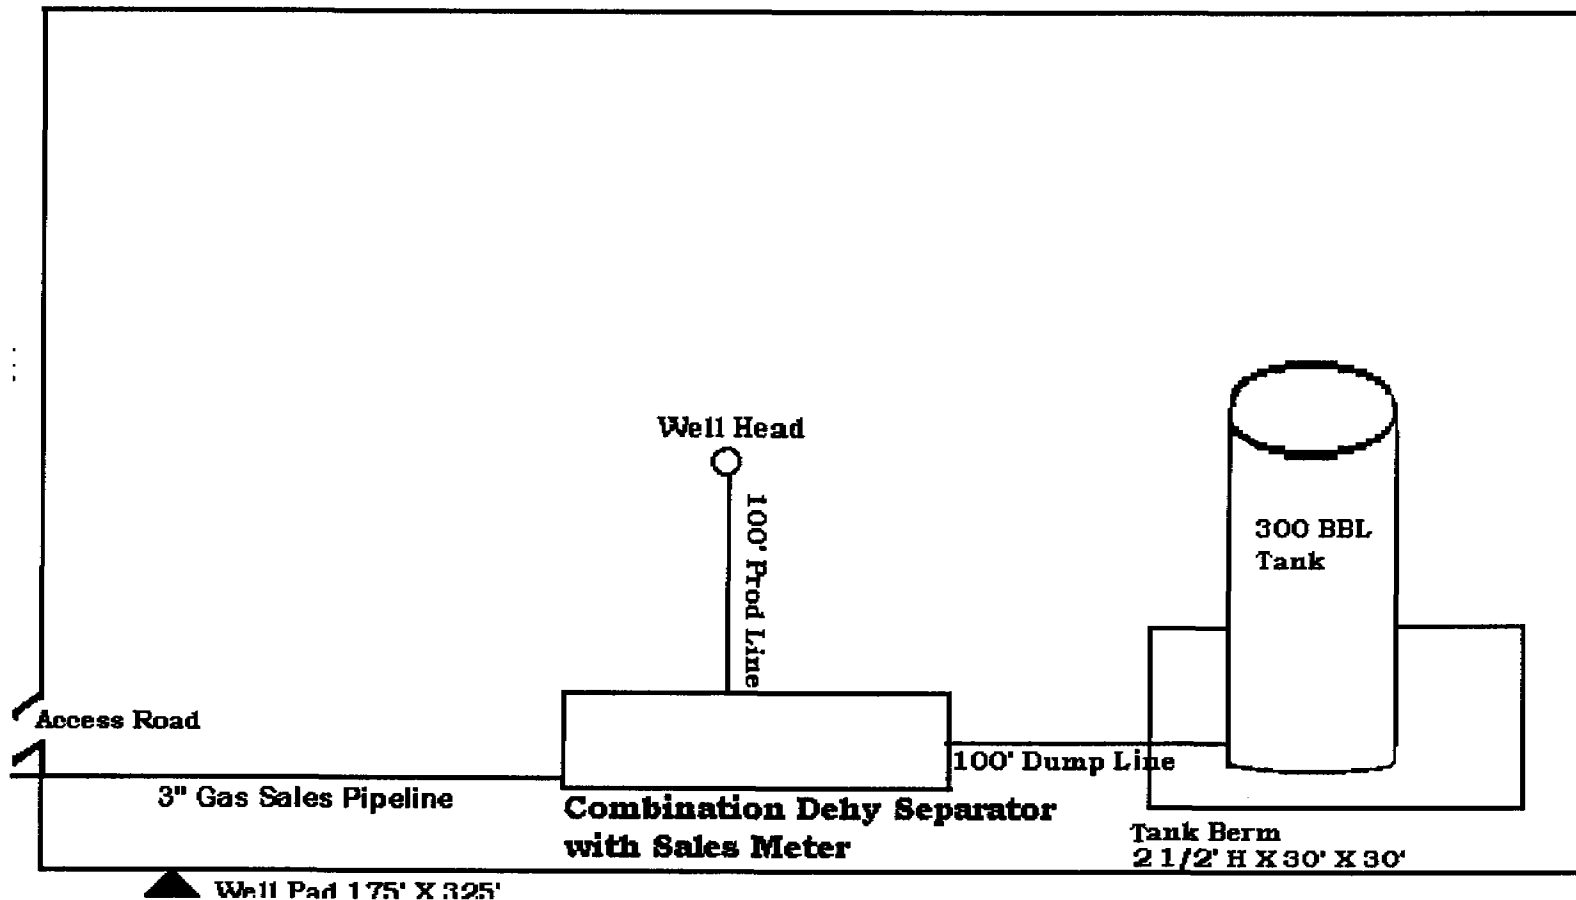 Well Head
100' Prod Line
300 BBL
Tank
Access Road
100' Dump Line
3" Gas Sales Pipeline
Combination Dehy Separator
with Sales Meter
Tank Berm
2 1/2' H X 30' X 30'
Well Pad 175' X 325'